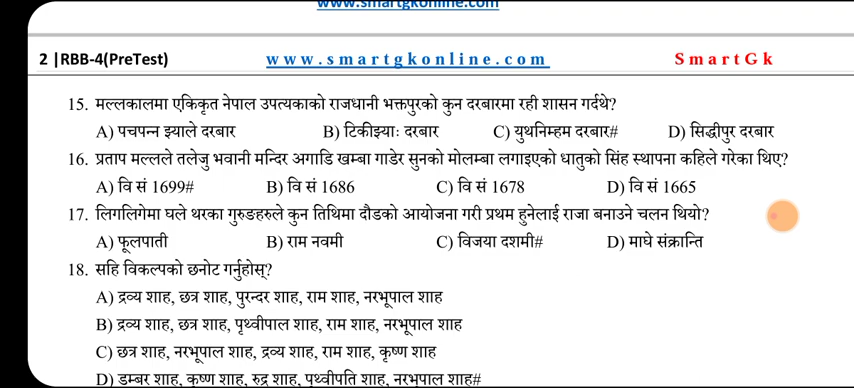 www.smartgkonline.com
2 |RBB-4(PreTest) www.smartgkonline.com SmartGk
15. मल्लकालमा एकिकृत नेपाल उपत्यकाको राजधानी भक्तपुरको कुन दरबारमा रही शासन गर्दथे?
A) पचपन्न झ्याले दरबार B) टिकीझ्याः दरबार C) युथनिम्हम दरबार# D) सिद्धीपुर दरबार
16. प्रताप मल्लले तलेजु भवानी मन्दिर अगाडि खम्बा गाडेर सुनको मोलम्बा लगाइएको धातुको सिंह स्थापना कहिले गरेका थिए?
A) वि सं 1699# B) वि सं 1686 C) वि सं 1678 D) वि सं 1665
17. लिगलिगेमा घले थरका गुरुङहरुले कुन तिथिमा दौडको आयोजना गरी प्रथम हुनेलाई राजा बनाउने चलन थियो?
A) फूलपाती B) राम नवमी C) विजया दशमी# D) माघे संक्रान्ति
18. सहि विकल्पको छनोट गर्नुहोस्?
A) द्रव्य शाह, छत्र शाह, पुरन्दर शाह, राम शाह, नरभूपाल शाह
B) द्रव्य शाह, छत्र शाह, पृथ्वीपाल शाह, राम शाह, नरभूपाल शाह
C) छत्र शाह, नरभूपाल शाह, द्रव्य शाह, राम शाह, कृष्ण शाह
D) डम्बर शाह, कृष्ण शाह, रुद्र शाह, पृथ्वीपति शाह, नरभूपाल शाह#